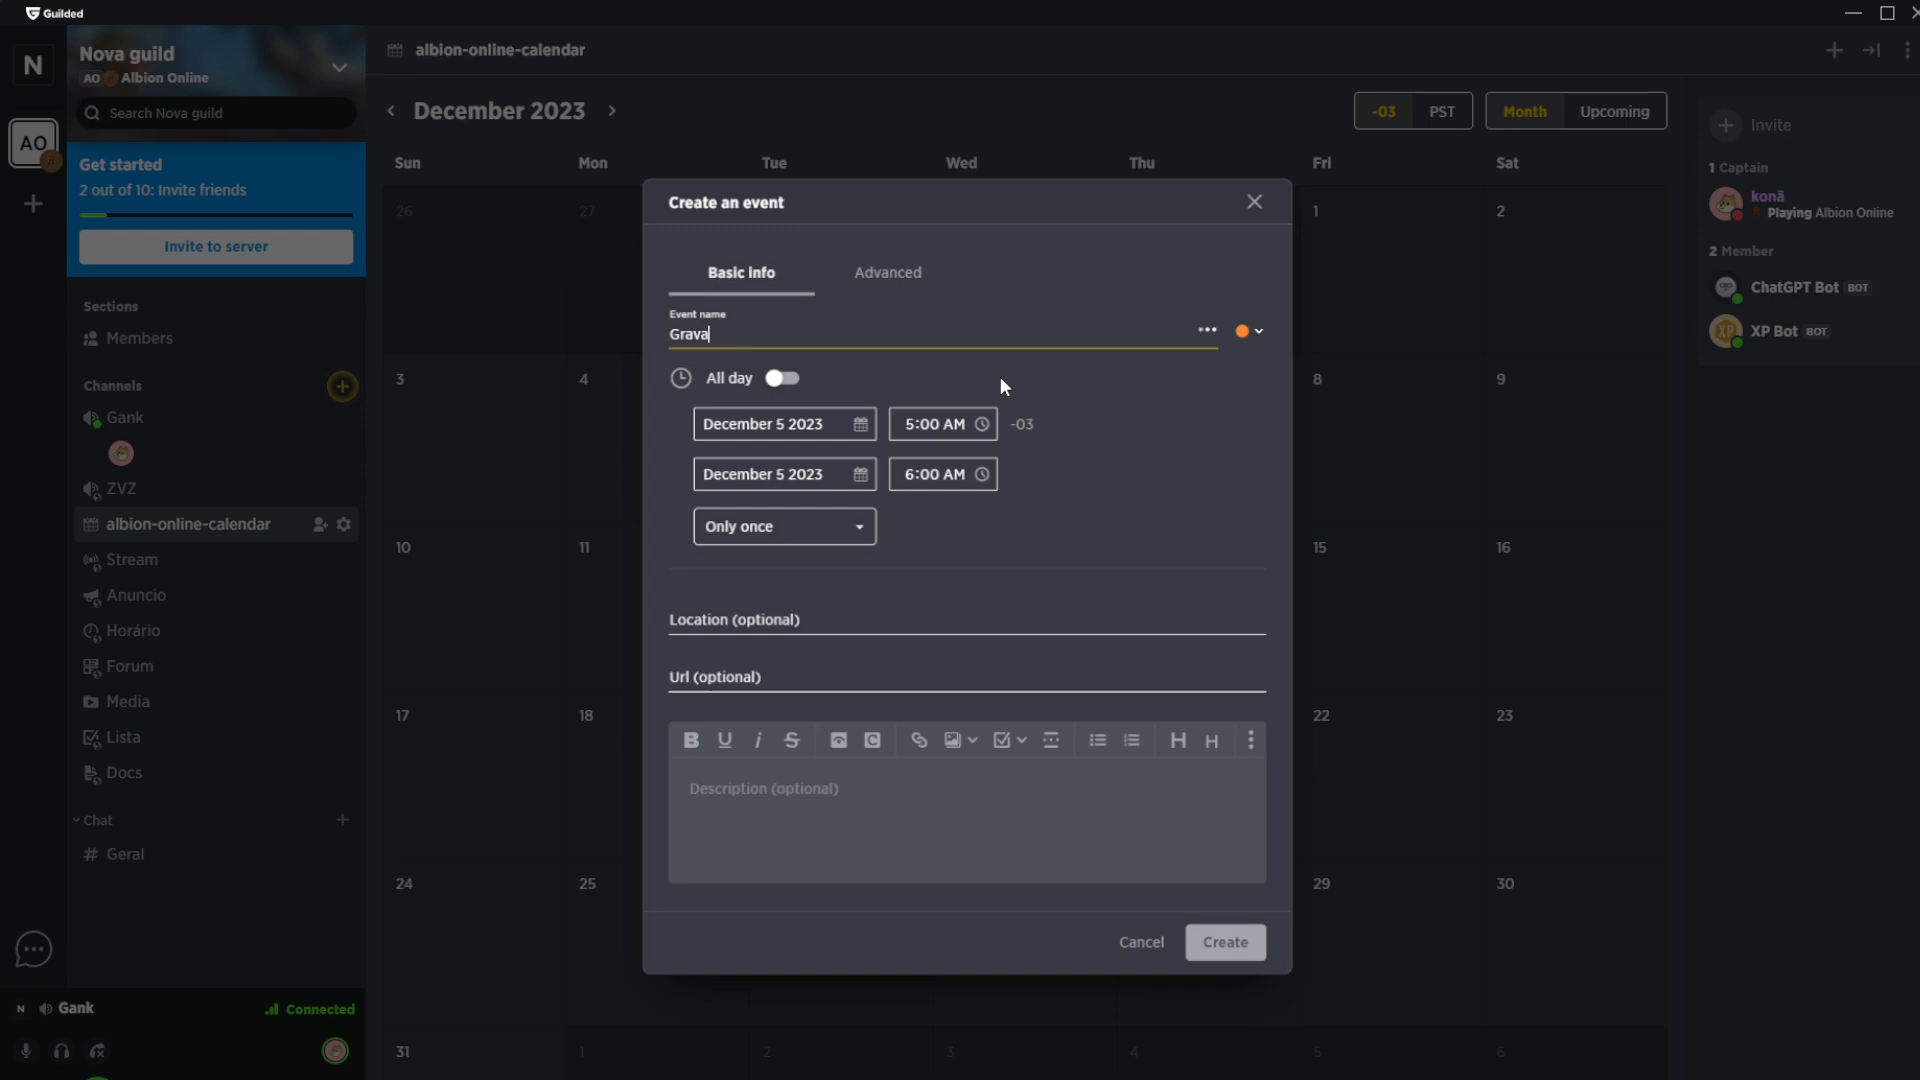 Guilded
N
Nova guild
AO Albion Online
Search Nova guild
AO
Get started
2 out of 10: Invite friends
Invite to server
Sections
Members
Channels
Gank
ZVZ
albion-online-calendar
Stream
Anuncio
Horário
Forum
Media
Lista
Docs
Chat
# Geral
N Gank
Connected
albion-online-calendar
December 2023
-03 PST
Month Upcoming
Sun Mon Tue Wed Thu Fri Sat
26 27 1 2
3 4 8 9
10 11 15 16
17 18 22 23
24 25 29 30
31 1 2 3 4 5 6
Create an event
Basic info Advanced
Event name
Grava
All day
December 5 2023 5:00 AM -03
December 5 2023 6:00 AM
Only once
Location (optional)
Url (optional)
B U i S C H H
Description (optional)
Cancel Create
Invite
1 Captain
konã
Playing Albion Online
2 Member
ChatGPT Bot BOT
XP XP Bot BOT